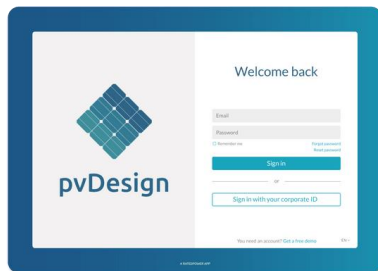 Welcome back
pvDesign
Email
Password
Remember me
Forgot password
Reset password
Sign in
or
Sign in with your corporate ID
You need an account? Get a free demo
EN